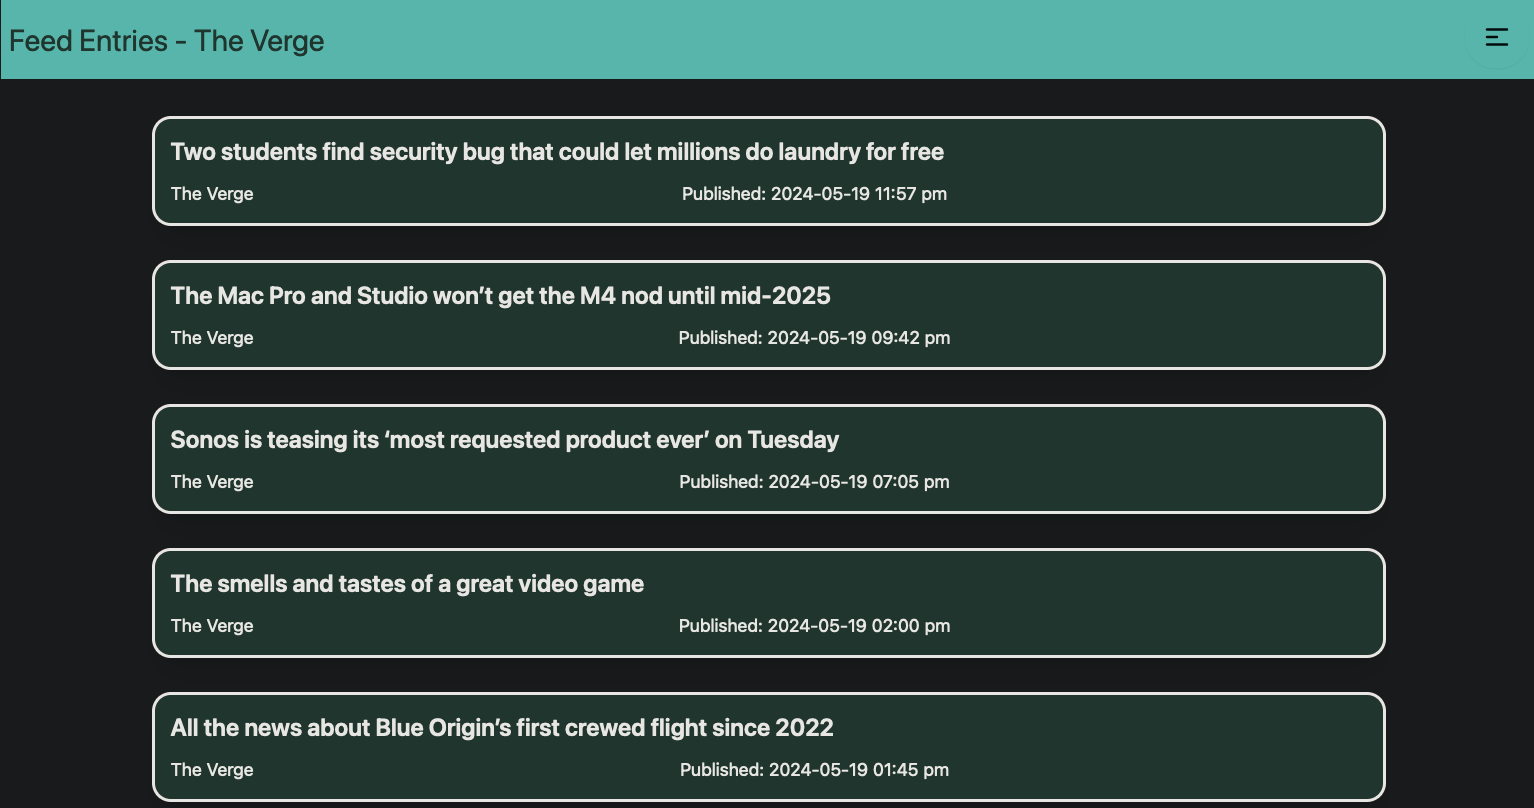 Feed Entries - The Verge
Two students find security bug that could let millions do laundry for free
The Verge Published: 2024-05-19 11:57 pm
The Mac Pro and Studio won’t get the M4 nod until mid-2025
The Verge Published: 2024-05-19 09:42 pm
Sonos is teasing its ‘most requested product ever’ on Tuesday
The Verge Published: 2024-05-19 07:05 pm
The smells and tastes of a great video game
The Verge Published: 2024-05-19 02:00 pm
All the news about Blue Origin’s first crewed flight since 2022
The Verge Published: 2024-05-19 01:45 pm